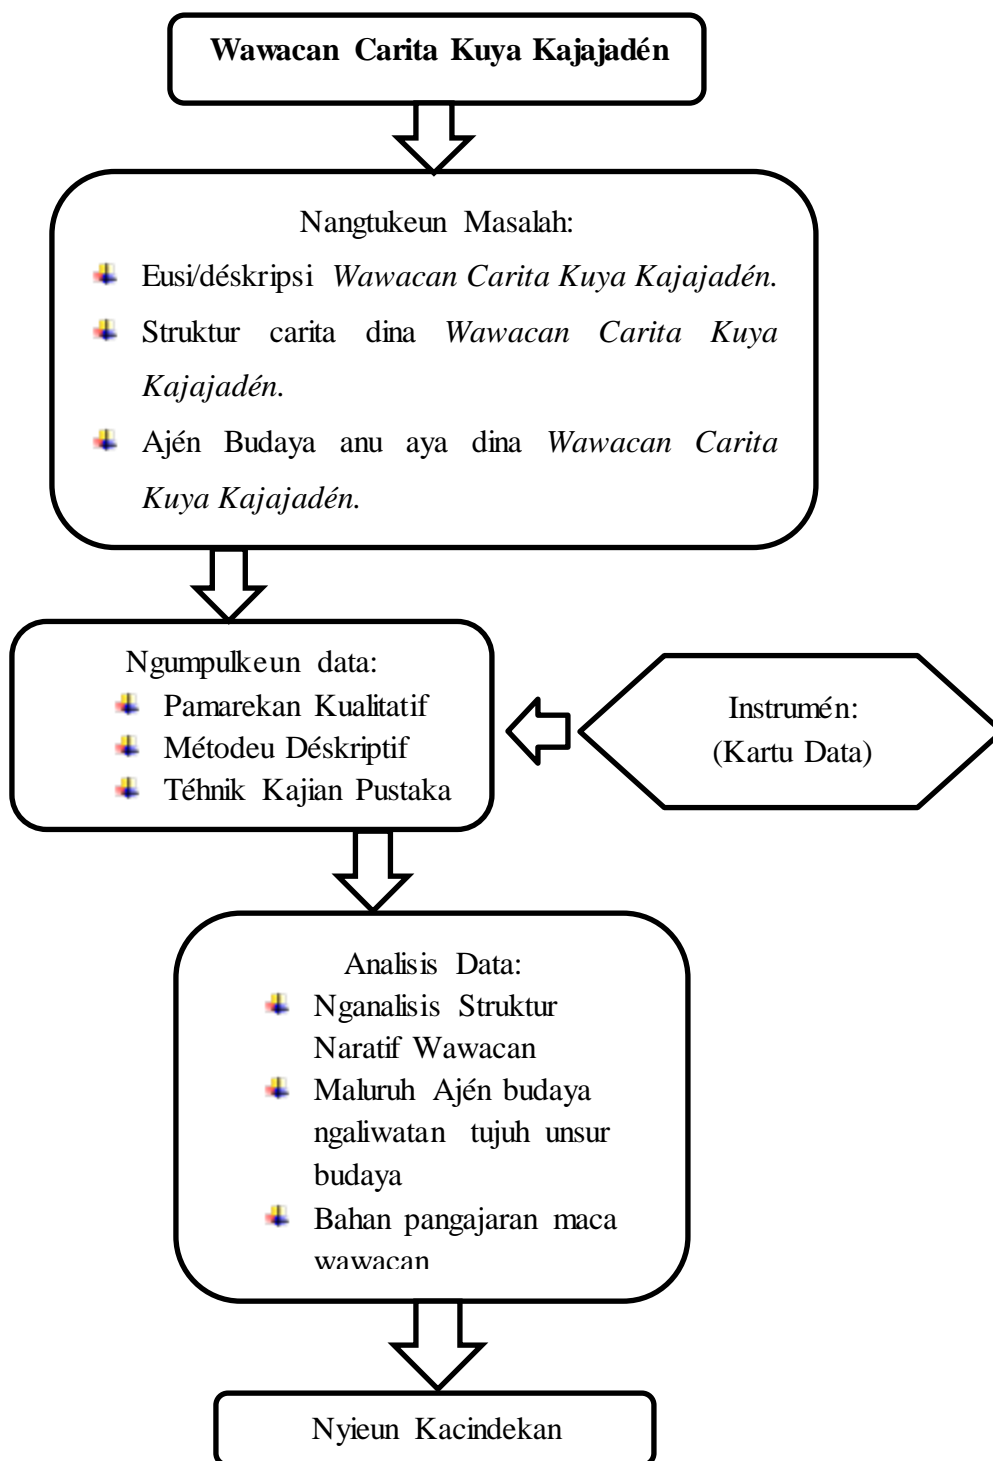 Wawacan Carita Kuya Kajajadén
Nangtukeun Masalah:
Eusi/déskripsi Wawacan Carita Kuya Kajajadén.
Struktur carita dina Wawacan Carita Kuya
Kajajadén.
Ajén Budaya anu aya dina Wawacan Carita
Kuya Kajajadén.
Ngumpulkeun data:
Pamarekan Kualitatif
Métodeu Déskriptif
Téhnik Kajian Pustaka
Instrumén:
(Kartu Data)
Analisis Data:
Nganalisis Struktur
Naratif Wawacan
Maluruh Ajén budaya
ngaliwatan tujuh unsur
budaya
Bahan pangajaran maca
wawacan
Nyieun Kacindekan